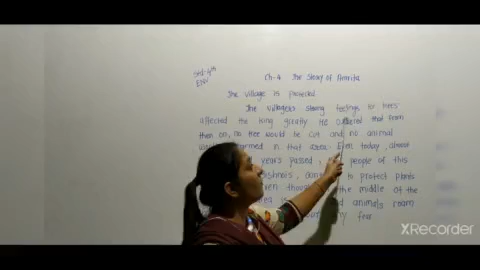 Std-4th
EVS
Ch-4 The Story of Amrita
The Village is Protected
The Villagers strong feelings for trees
affected the king greatly He ordered that from
then on, no tree would be cut and no animal
harmed in that area. Even today, almost
years passed, people of this
to protect plants
even though the middle of the
animals roam
fear
XRecorder